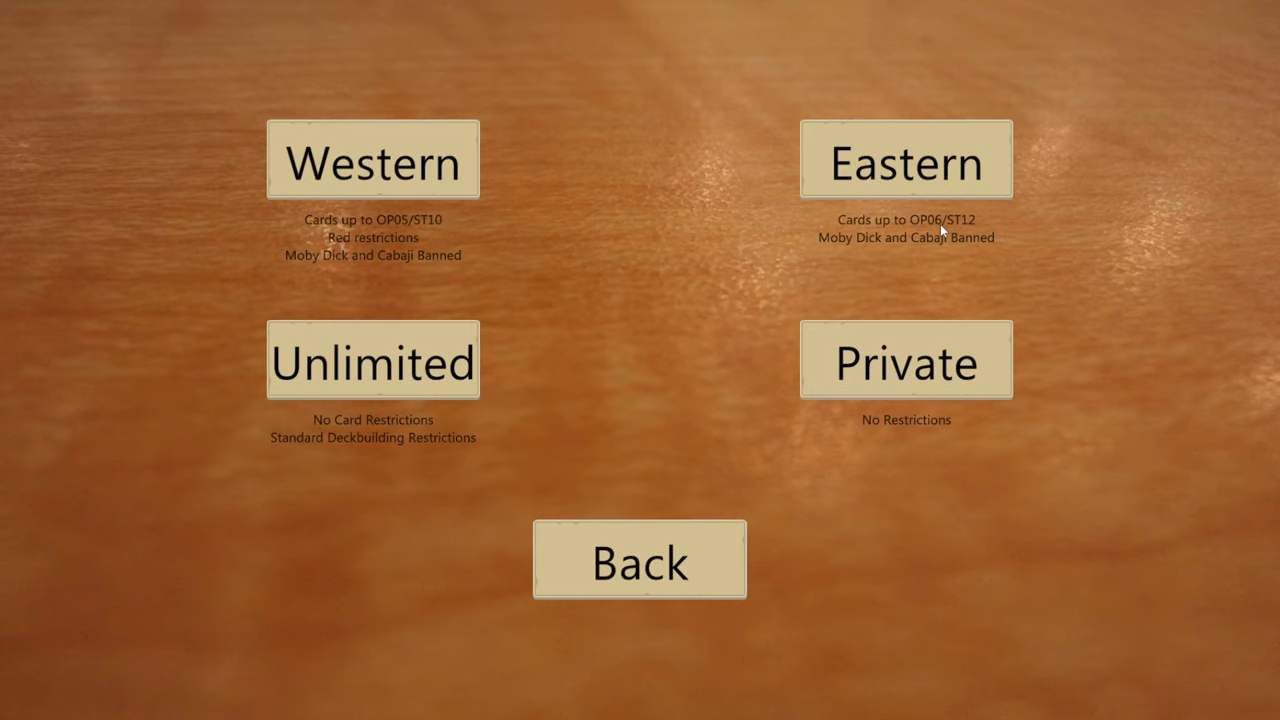 Western
Cards up to OP05/ST10
Red restrictions
Moby Dick and Cabaji Banned
Eastern
Cards up to OP06/ST12
Moby Dick and Cabaji Banned
Unlimited
No Card Restrictions
Standard Deckbuilding Restrictions
Private
No Restrictions
Back